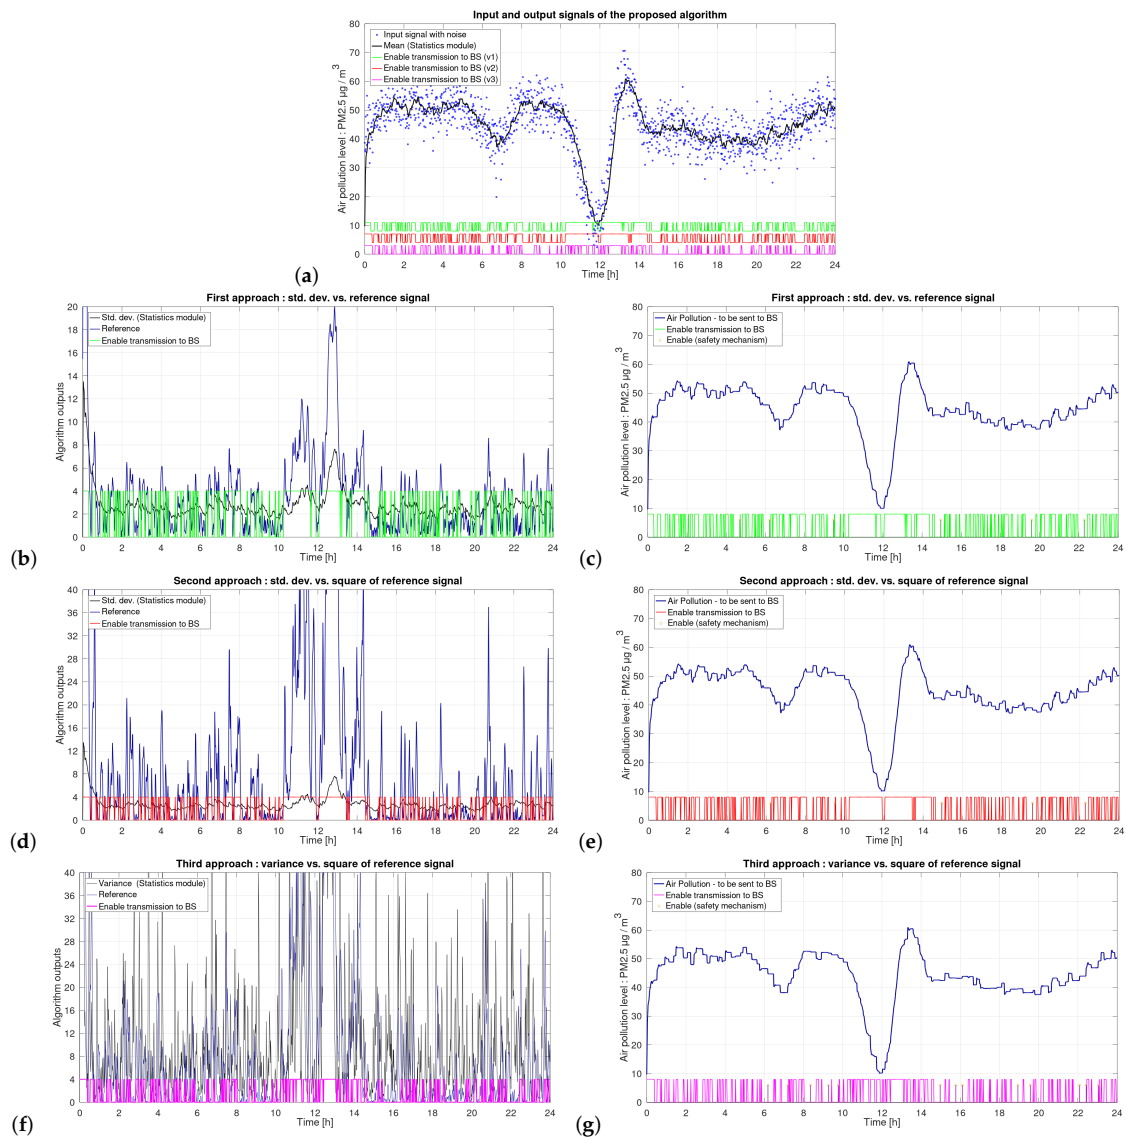 Input and output signals of the proposed algorithm
Input signal with noise
Mean (Statistics module)
Enable transmission to BS (v1)
Enable transmission to BS (v2)
Enable transmission to BS (v3)
Air pollution level : PM2.5 µg / m3
80
70
60
50
40
30
20
10
0
0 2 4 6 8 10 12 14 16 18 20 22 24
Time [h]
(a)
First approach : std. dev. vs. reference signal
Std. dev. (Statistics module)
Reference
Enable transmission to BS
Algorithm outputs
20
18
16
14
12
10
8
6
4
2
0
0 2 4 6 8 10 12 14 16 18 20 22 24
Time [h]
(b)
First approach : std. dev. vs. reference signal
Air Pollution - to be sent to BS
Enable transmission to BS
Enable (safety mechanism)
Air pollution level : PM2.5 µg / m3
80
70
60
50
40
30
20
10
0
0 2 4 6 8 10 12 14 16 18 20 22 24
Time [h]
(c)
Second approach : std. dev. vs. square of reference signal
Std. dev. (Statistics module)
Reference
Enable transmission to BS
Algorithm outputs
40
36
32
28
24
20
16
12
8
4
0
0 2 4 6 8 10 12 14 16 18 20 22 24
Time [h]
(d)
Second approach : std. dev. vs. square of reference signal
Air Pollution - to be sent to BS
Enable transmission to BS
Enable (safety mechanism)
Air pollution level : PM2.5 µg / m3
80
70
60
50
40
30
20
10
0
0 2 4 6 8 10 12 14 16 18 20 22 24
Time [h]
(e)
Third approach : variance vs. square of reference signal
Variance (Statistics module)
Reference
Enable transmission to BS
Algorithm outputs
40
36
32
28
24
20
16
12
8
4
0
0 2 4 6 8 10 12 14 16 18 20 22 24
Time [h]
(f)
Third approach : variance vs. square of reference signal
Air Pollution - to be sent to BS
Enable transmission to BS
Enable (safety mechanism)
Air pollution level : PM2.5 µg / m3
80
70
60
50
40
30
20
10
0
0 2 4 6 8 10 12 14 16 18 20 22 24
Time [h]
(g)